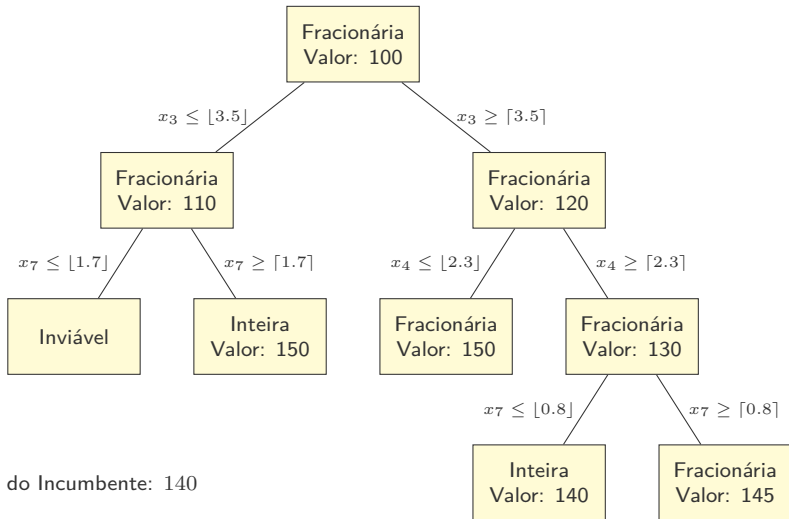 Fracionária
Valor: 100
x₃ ≤ ⌊3.5⌋
x₃ ≥ ⌈3.5⌉
Fracionária
Valor: 110
Fracionária
Valor: 120
x₇ ≤ ⌊1.7⌋
x₇ ≥ ⌈1.7⌉
x₄ ≤ ⌊2.3⌋
x₄ ≥ ⌈2.3⌉
Inviável
Inteira
Valor: 150
Fracionária
Valor: 150
Fracionária
Valor: 130
x₇ ≤ ⌊0.8⌋
x₇ ≥ ⌈0.8⌉
do Incumbente: 140
Inteira
Valor: 140
Fracionária
Valor: 145